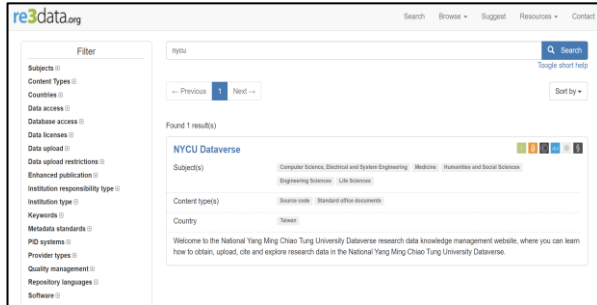 re3data.org
Search Browse Suggest Resources Contact
Filter
Subjects
Content Types
Countries
Data access
Database access
Data licenses
Data upload
Data upload restrictions
Enhanced publication
Institution responsibility type
Institution type
Keywords
Metadata standards
PID systems
Provider types
Quality management
Repository languages
Software
nycu
Search
Toogle short help
← Previous 1 Next →
Sort by
Found 1 result(s)
NYCU Dataverse
Subject(s) Computer Science, Electrical and System Engineering Medicine Humanities and Social Sciences
Engineering Sciences Life Sciences
Content type(s) Source code Standard office documents
Country Taiwan
Welcome to the National Yang Ming Chiao Tung University Dataverse research data knowledge management website, where you can learn
how to obtain, upload, cite and explore research data in the National Yang Ming Chiao Tung University Dataverse.